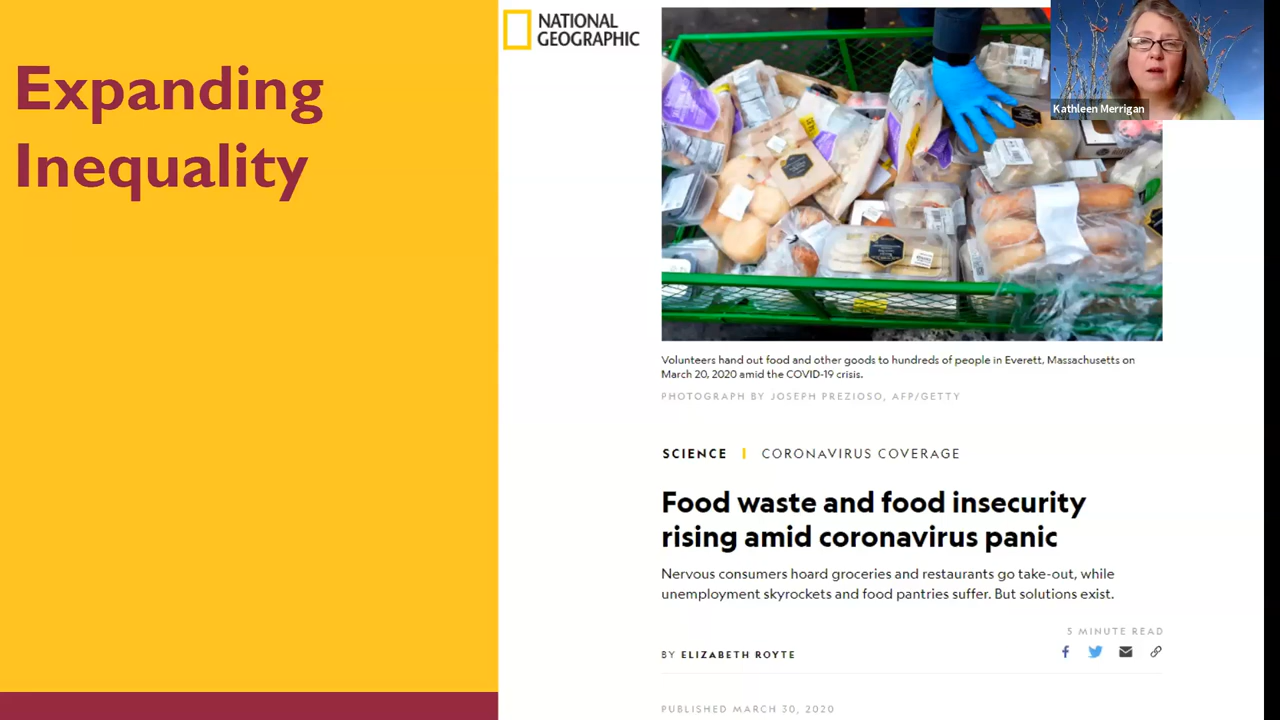 Expanding
Inequality
NATIONAL
GEOGRAPHIC
Kathleen Merrigan
Volunteers hand out food and other goods to hundreds of people in Everett, Massachusetts on
March 20, 2020 amid the COVID-19 crisis.
PHOTOGRAPH BY JOSEPH PREZIOSO, AFP/GETTY
SCIENCE | CORONAVIRUS COVERAGE
Food waste and food insecurity
rising amid coronavirus panic
Nervous consumers hoard groceries and restaurants go take-out, while
unemployment skyrockets and food pantries suffer. But solutions exist.
5 MINUTE READ
BY ELIZABETH ROYTE
PUBLISHED MARCH 30, 2020